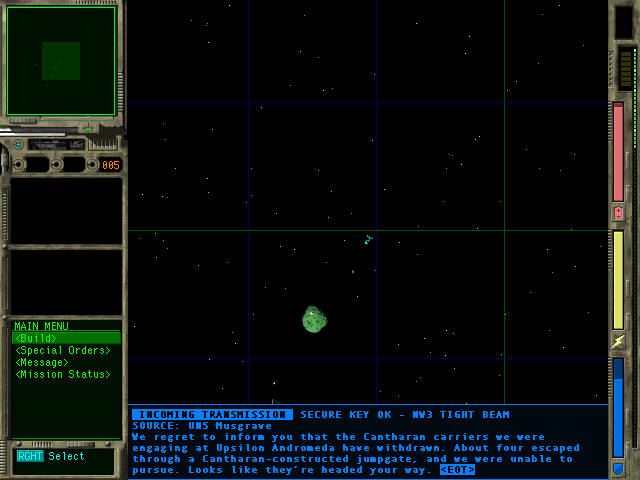 005
MAIN MENU
<Build>
<Special Orders>
<Message>
<Mission Status>
RGHT Select
INCOMING TRANSMISSION SECURE KEY OK - NW3 TIGHT BEAM
SOURCE: UNS Musgrave
We regret to inform you that the Cantharan carriers we were
engaging at Upsilon Andromeda have withdrawn. About four escaped
through a Cantharan-constructed jumpgate, and we were unable to
pursue. Looks like they're headed your way. <EOT>